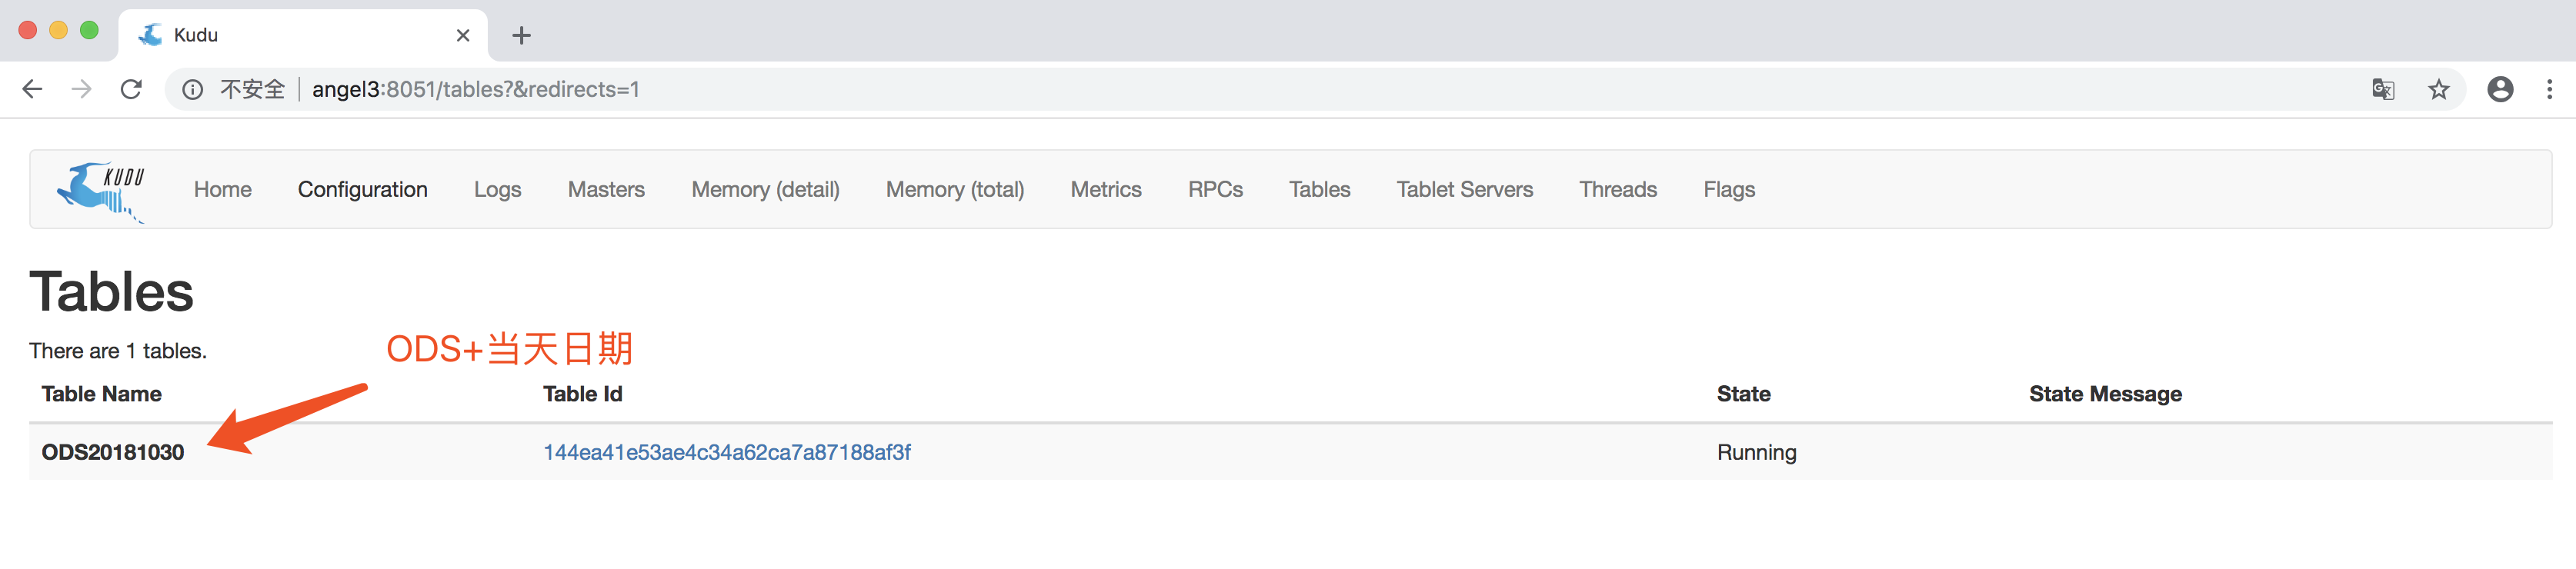 Kudu
不安全 angel3:8051/tables?&redirects=1
KUDU Home Configuration Logs Masters Memory (detail) Memory (total) Metrics RPCs Tables Tablet Servers Threads Flags
Tables
ODS+当天日期
There are 1 tables.
Table Name Table Id State State Message
ODS20181030 144ea41e53ae4c34a62ca7a87188af3f Running